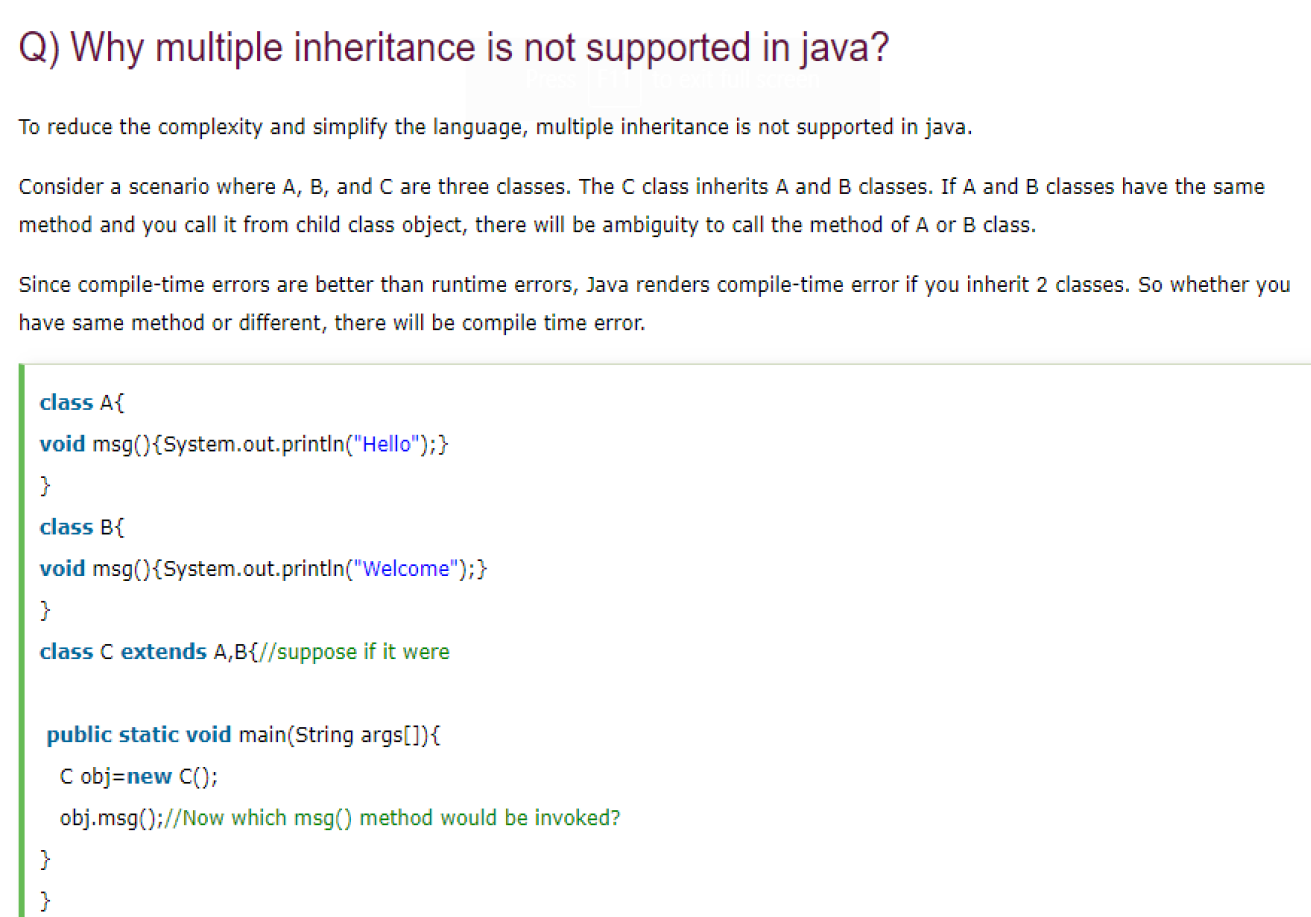 Q) Why multiple inheritance is not supported in java?
To reduce the complexity and simplify the language, multiple inheritance is not supported in java.
Consider a scenario where A, B, and C are three classes. The C class inherits A and B classes. If A and B classes have the same
method and you call it from child class object, there will be ambiguity to call the method of A or B class.
Since compile-time errors are better than runtime errors, Java renders compile-time error if you inherit 2 classes. So whether you
have same method or different, there will be compile time error.
class A{
void msg(){System.out.println("Hello");}
}
class B{
void msg(){System.out.println("Welcome");}
}
class C extends A,B{//suppose if it were
public static void main(String args[]){
C obj=new C();
obj.msg();//Now which msg() method would be invoked?
}
}